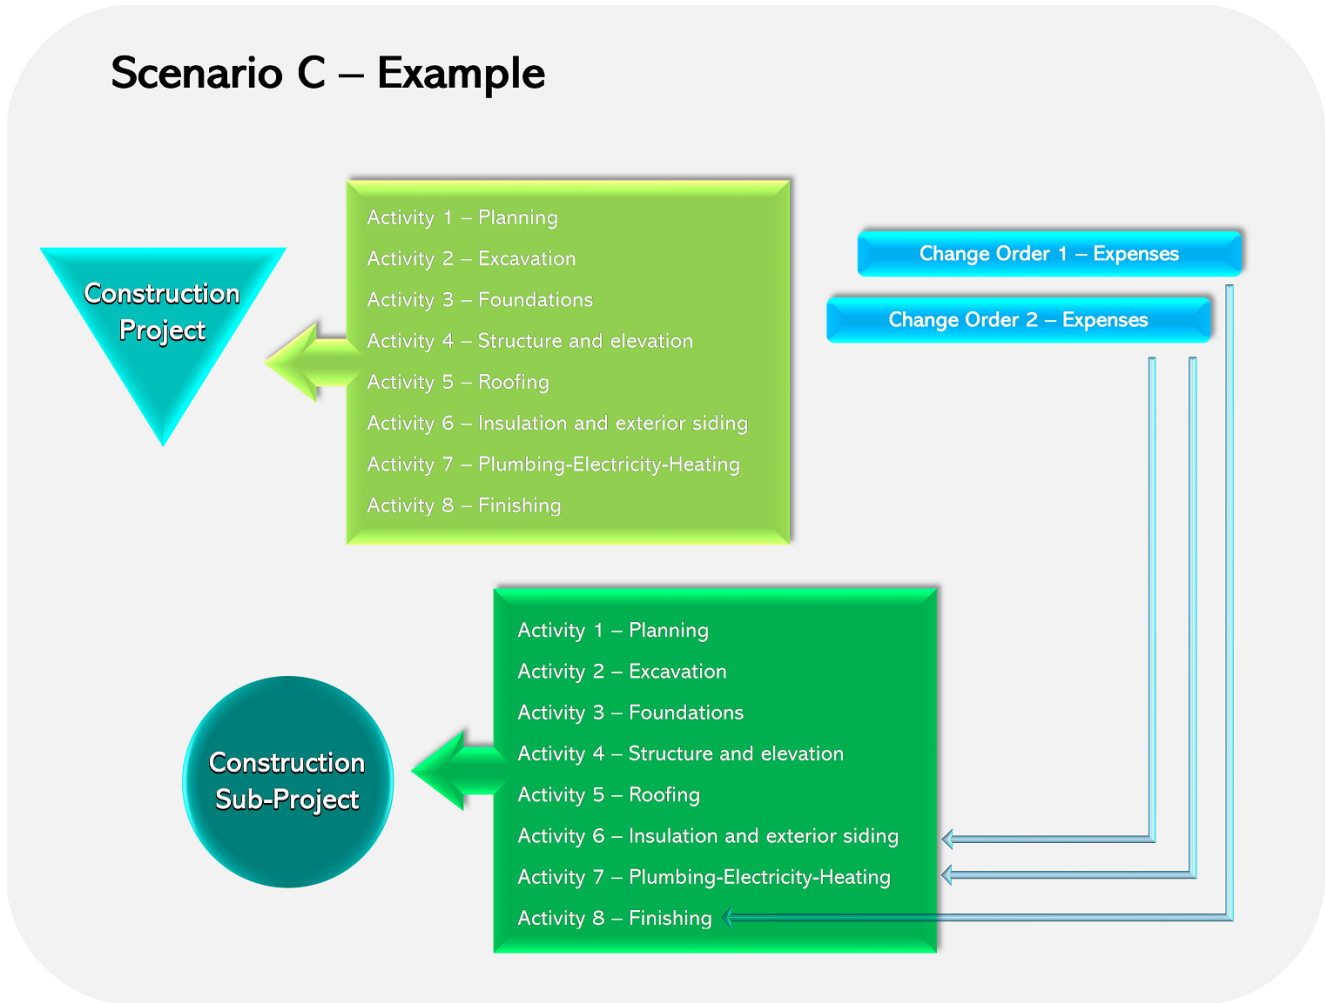 Scenario C – Example
Construction
Project
Activity 1 – Planning
Activity 2 – Excavation
Activity 3 – Foundations
Activity 4 – Structure and elevation
Activity 5 – Roofing
Activity 6 – Insulation and exterior siding
Activity 7 – Plumbing-Electricity-Heating
Activity 8 – Finishing
Change Order 1 – Expenses
Change Order 2 – Expenses
Construction
Sub-Project
Activity 1 – Planning
Activity 2 – Excavation
Activity 3 – Foundations
Activity 4 – Structure and elevation
Activity 5 – Roofing
Activity 6 – Insulation and exterior siding
Activity 7 – Plumbing-Electricity-Heating
Activity 8 – Finishing